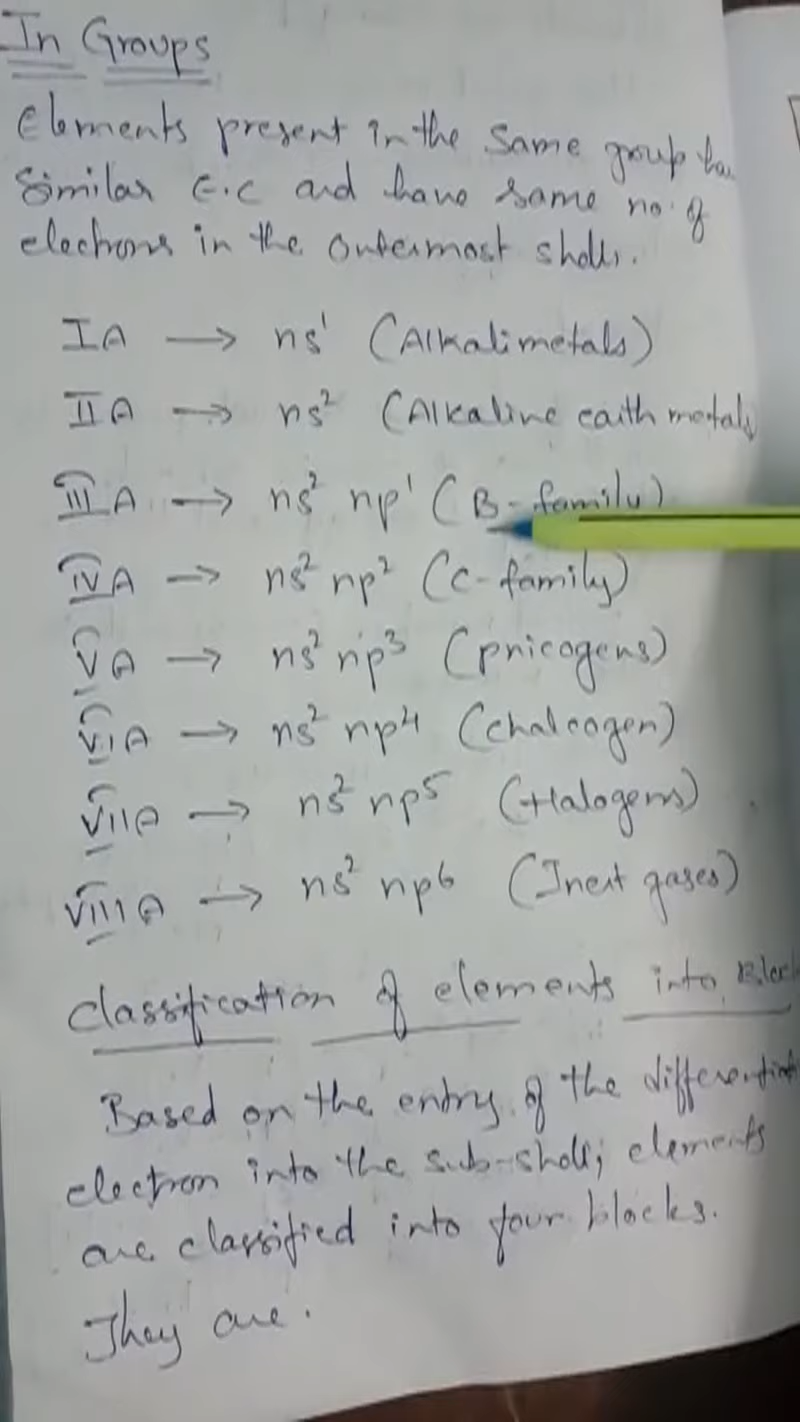 In Groups
Elements present in the same group ha
Similar E.C and have same no. of
electrons in the outermost shells.
IA → ns¹ (Alkalimetals)
IIA → ns² (Alkaline earth metals
IIIA → ns² np¹ (B-family)
IVA → ns² np² (C-family)
VA → ns² np³ (pnicogens)
VIA → ns² np⁴ (chalcogen)
VIIA → ns² np⁵ (Halogens)
VIIIA → ns² np⁶ (Inert gases)
Classification of elements into Block
Based on the entry of the differentiat
electron into the sub-shell, elements
are classified into four blocks.
They are.